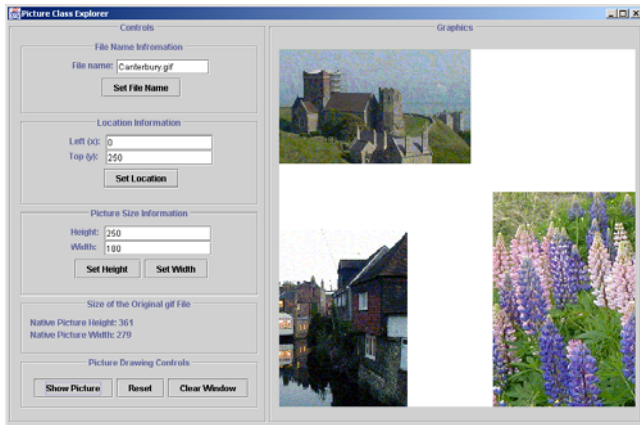 Picture Class Explorer
Controls
File Name Infromation
File name: Canterbury.gif
Set File Name
Location Information
Left (x): 0
Top (y): 250
Set Location
Picture Size Information
Height: 250
Width: 180
Set Height Set Width
Size of the Original gif File
Native Picture Height: 361
Native Picture Width: 279
Picture Drawing Controls
Show Picture Reset Clear Window
Graphics